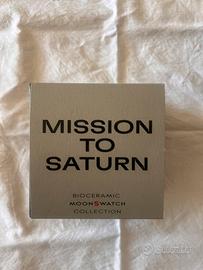 MISSION
TO
SATURN
BIOCERAMIC
MOONSWATCH
COLLECTION